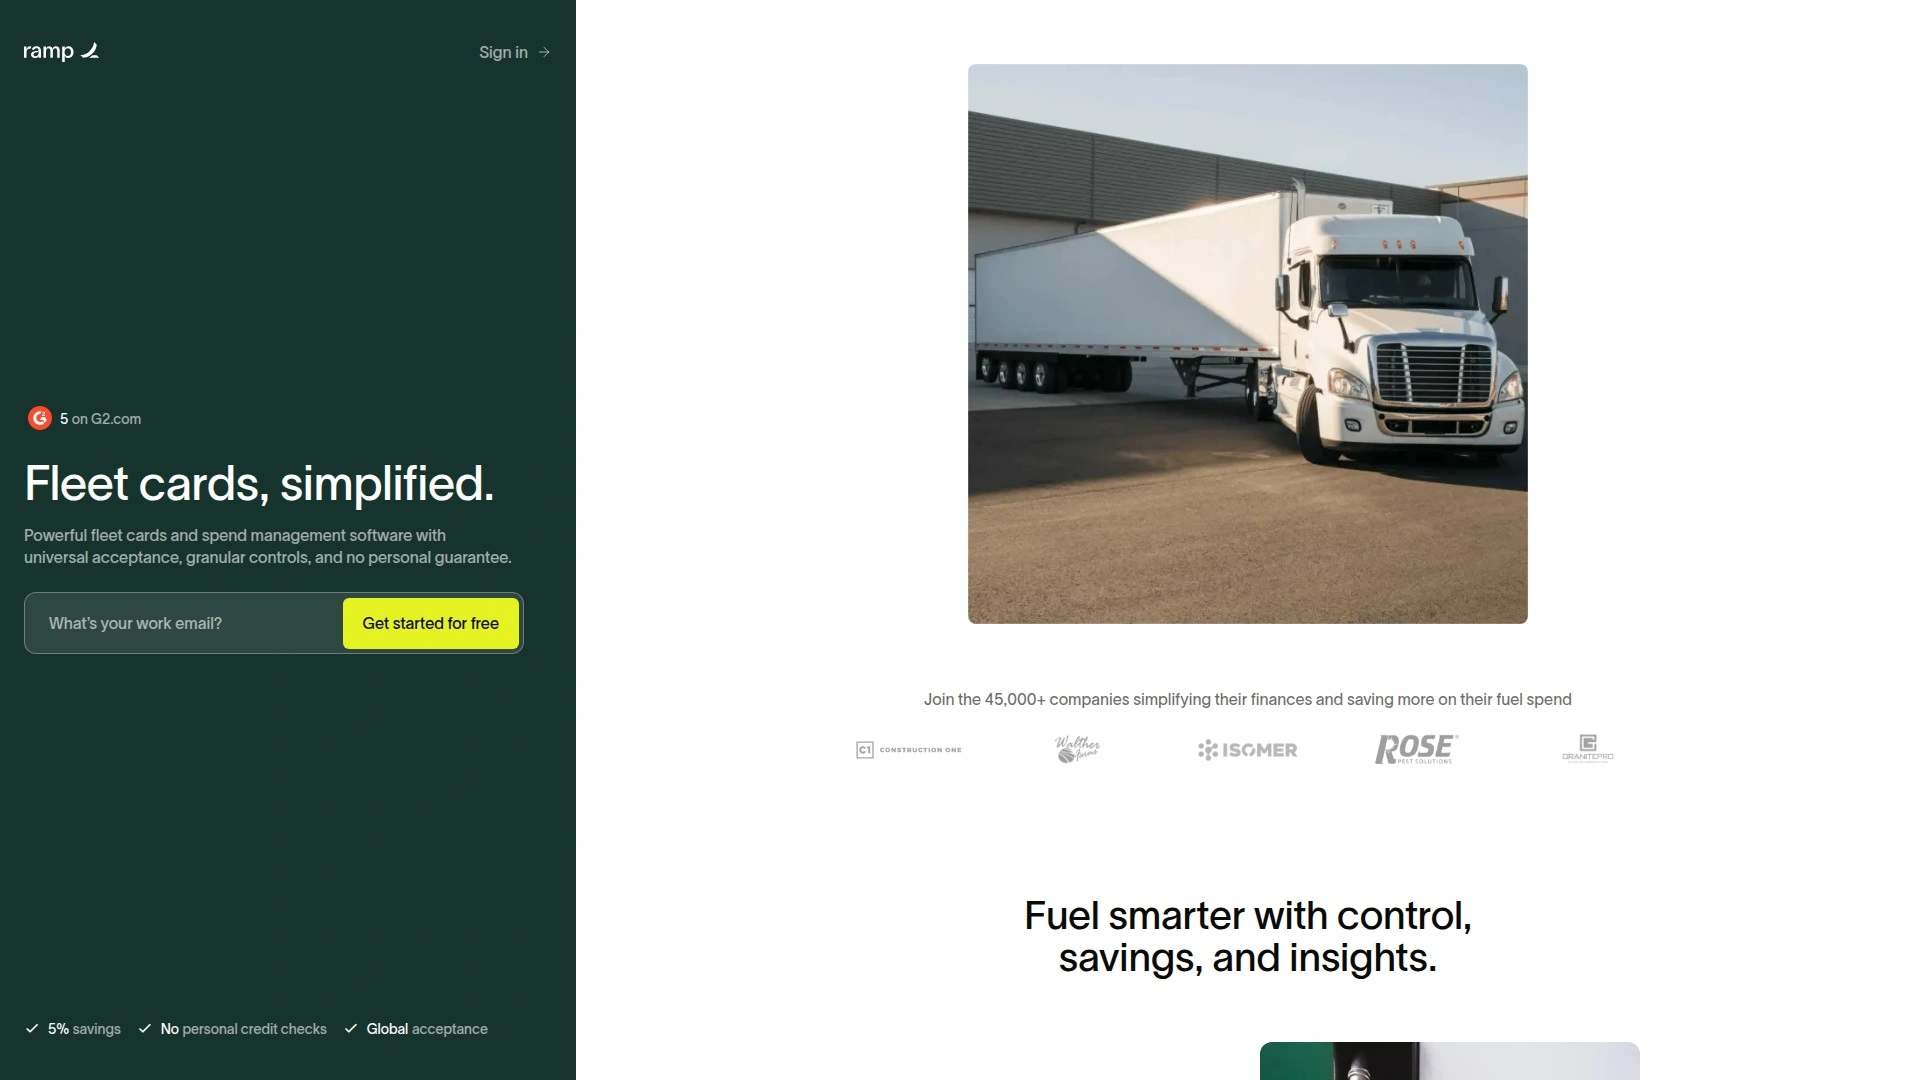 ramp
Sign in
5 on G2.com
Fleet cards, simplified.
Powerful fleet cards and spend management software with
universal acceptance, granular controls, and no personal guarantee.
What's your work email?
Get started for free
5% savings
No personal credit checks
Global acceptance
Join the 45,000+ companies simplifying their finances and saving more on their fuel spend
C1 CONSTRUCTION ONE
Walther
farms
ISOMER
ROSE
PEST SOLUTIONS
GRANITEPRO
Fuel smarter with control,
savings, and insights.